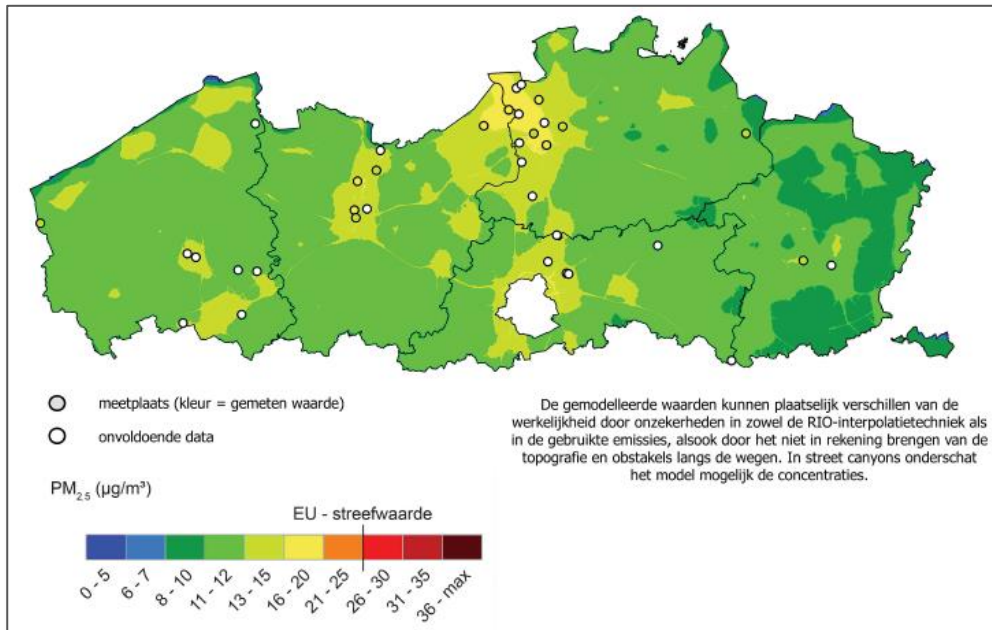 meetplaats (kleur = gemeten waarde)
onvoldoende data
De gemodelleerde waarden kunnen plaatselijk verschillen van de
werkelijkheid door onzekerheden in zowel de RIO-interpolatietechniek als
in de gebruikte emissies, alsook door het niet in rekening brengen van de
topografie en obstakels langs de wegen. In street canyons onderschat
het model mogelijk de concentraties.
PM2.5 (µg/m³)
EU - streefwaarde
0 - 5
6 - 7
8 - 10
11 - 12
13 - 15
16 - 20
21 - 25
26 - 30
31 - 35
36 - max